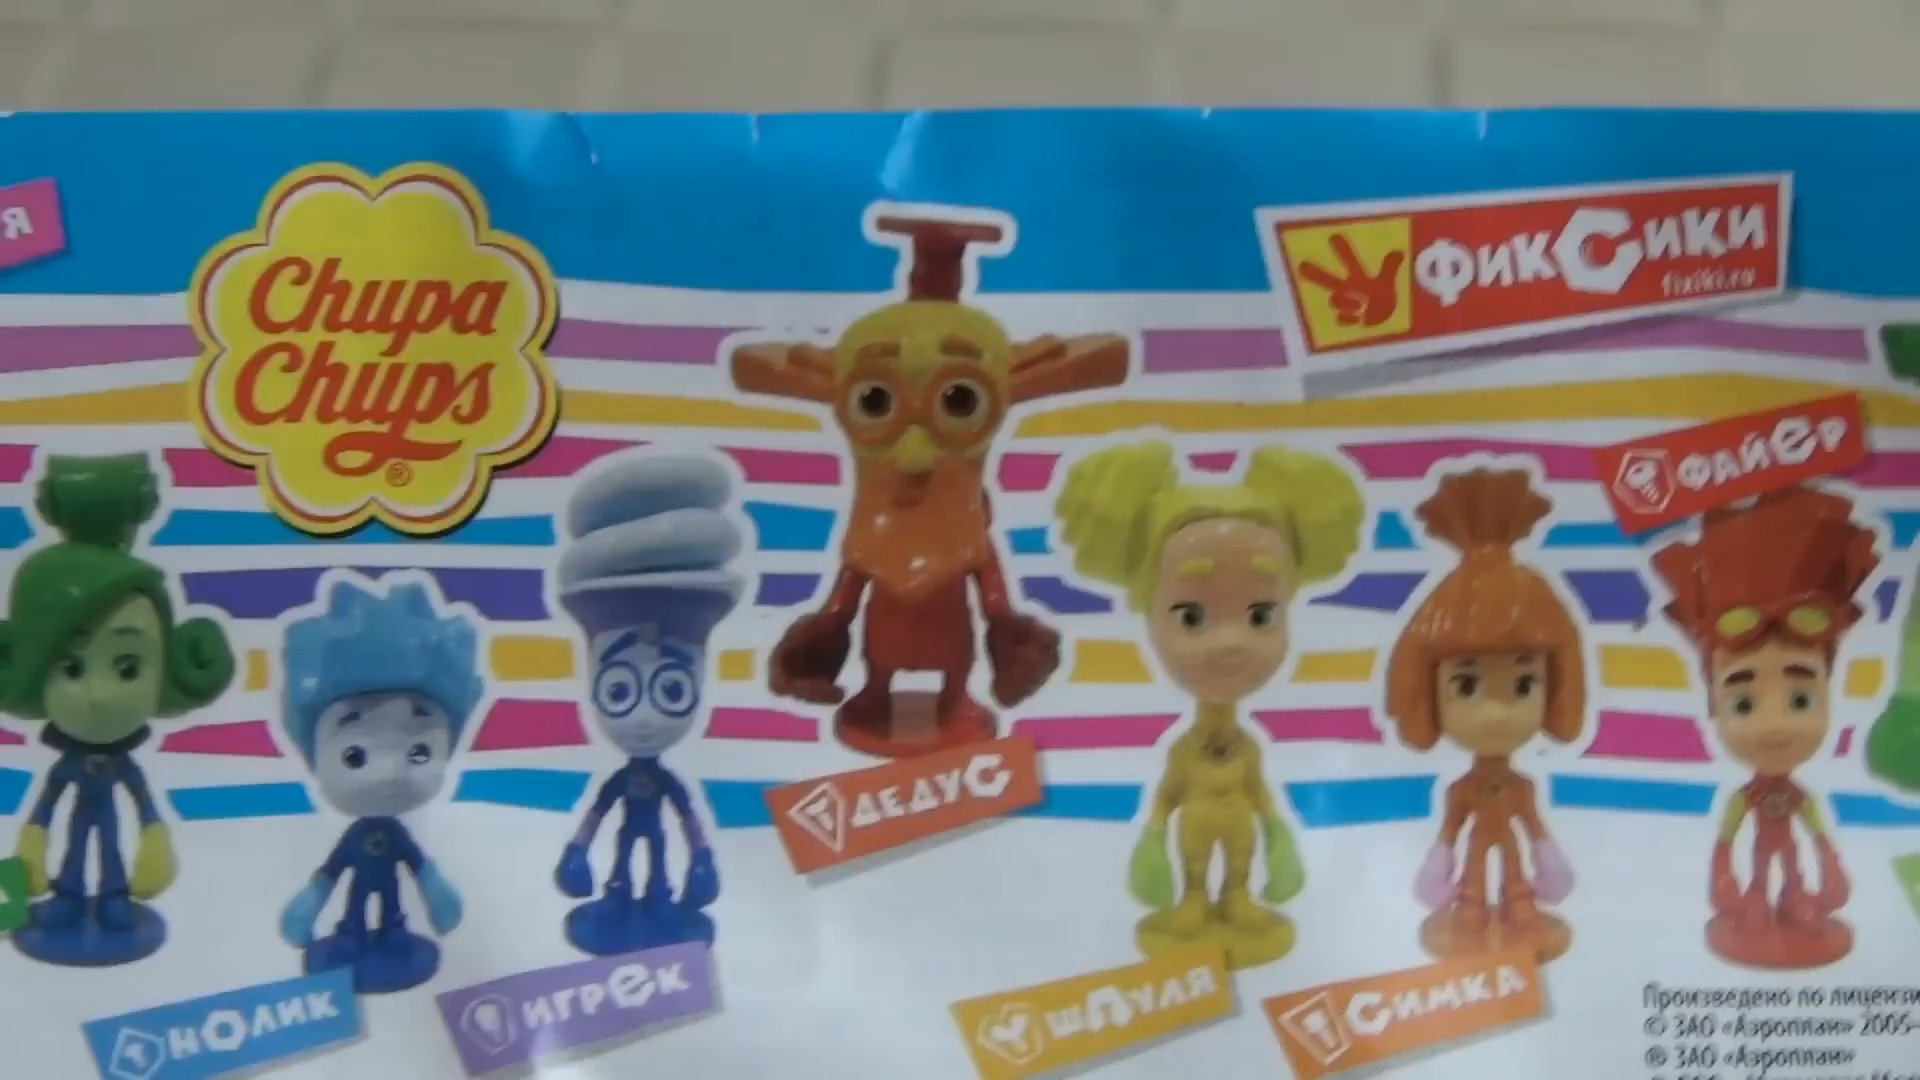 я
Chupa
Chups
®
фиксики
fixiki.ru
файер
дедус
нолик
игрек
шпуля
Симка
Произведено по лицензи
© ЗАО «Аэроплан» 2005-
® ЗАО «Аэроплан»